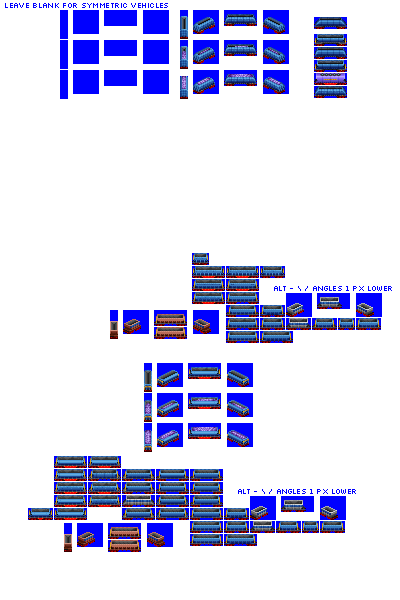 LEAVE BLANK FOR SYMMETRIC VEHICLES
ALT - \ / ANGLES 1 PX LOWER
ALT - \ / ANGLES 1 PX LOWER